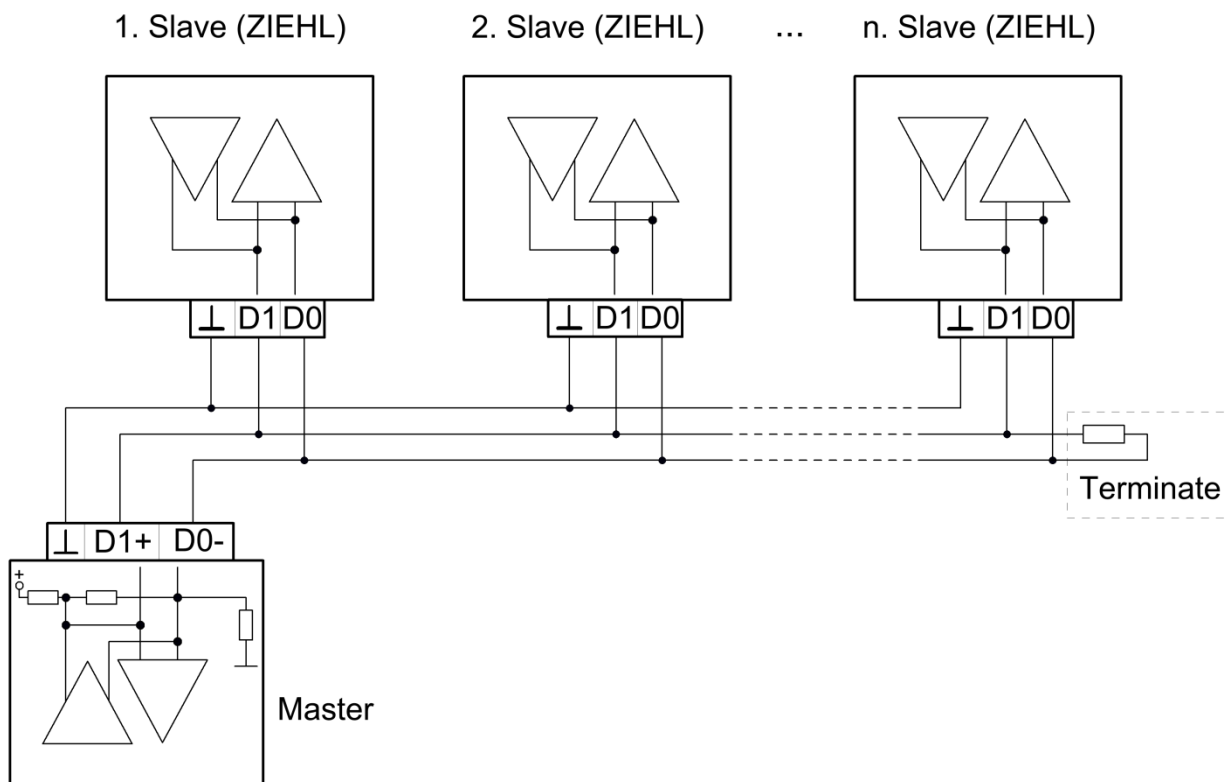 1. Slave (ZIEHL) 2. Slave (ZIEHL) ... n. Slave (ZIEHL)
⊥ D1 D0 ⊥ D1 D0 ⊥ D1 D0
Terminate
⊥ D1+ D0-
+
Master